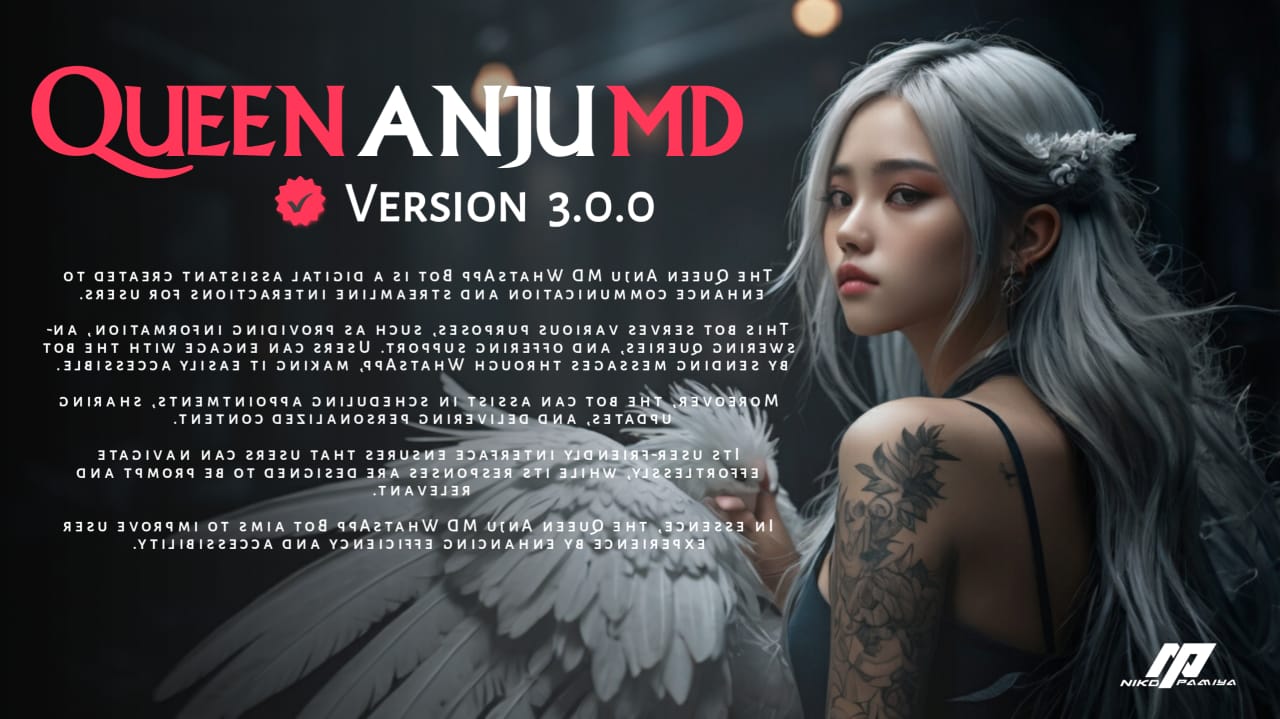 QUEEN ANJU MD
VERSION 3.0.0
THE QUEEN ANJU MD WHATSAPP BOT IS A DIGITAL ASSISTANT CREATED TO
ENHANCE COMMUNICATION AND STREAMLINE INTERACTIONS FOR USERS.
THIS BOT SERVES VARIOUS PURPOSES, SUCH AS PROVIDING INFORMATION, AN-
SWERING QUERIES, AND OFFERING SUPPORT. USERS CAN ENGAGE WITH THE BOT
BY SENDING MESSAGES THROUGH WHATSAPP, MAKING IT EASILY ACCESSIBLE.
MOREOVER, THE BOT CAN ASSIST IN SCHEDULING APPOINTMENTS, SHARING
UPDATES, AND DELIVERING PERSONALIZED CONTENT.
ITS USER-FRIENDLY INTERFACE ENSURES THAT USERS CAN NAVIGATE
EFFORTLESSLY, WHILE ITS RESPONSES ARE DESIGNED TO BE PROMPT AND
RELEVANT.
IN ESSENCE, THE QUEEN ANJU MD WHATSAPP BOT AIMS TO IMPROVE USER
EXPERIENCE BY ENHANCING EFFICIENCY AND ACCESSIBILITY.
NIKO PAMIYA